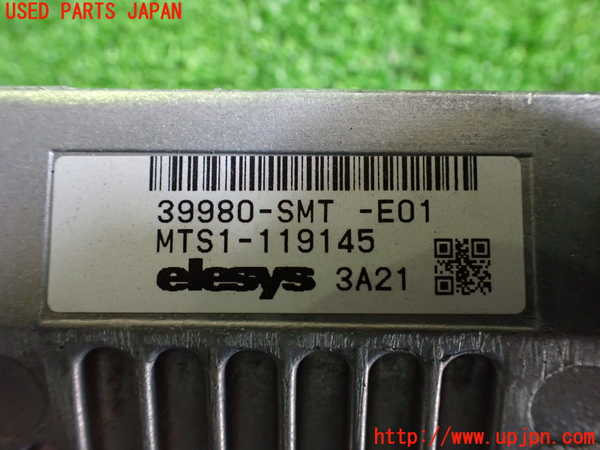 USED PARTS JAPAN
39980-SMT -E01
MTS1-119145
elesys 3A21
http://www.upjpn.com